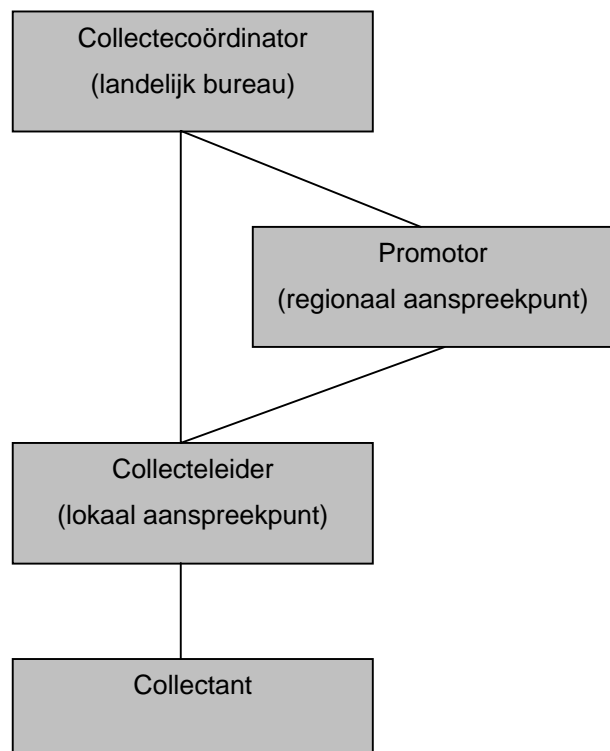 Collectecoördinator
(landelijk bureau)
Promotor
(regionaal aanspreekpunt)
Collecteleider
(lokaal aanspreekpunt)
Collectant